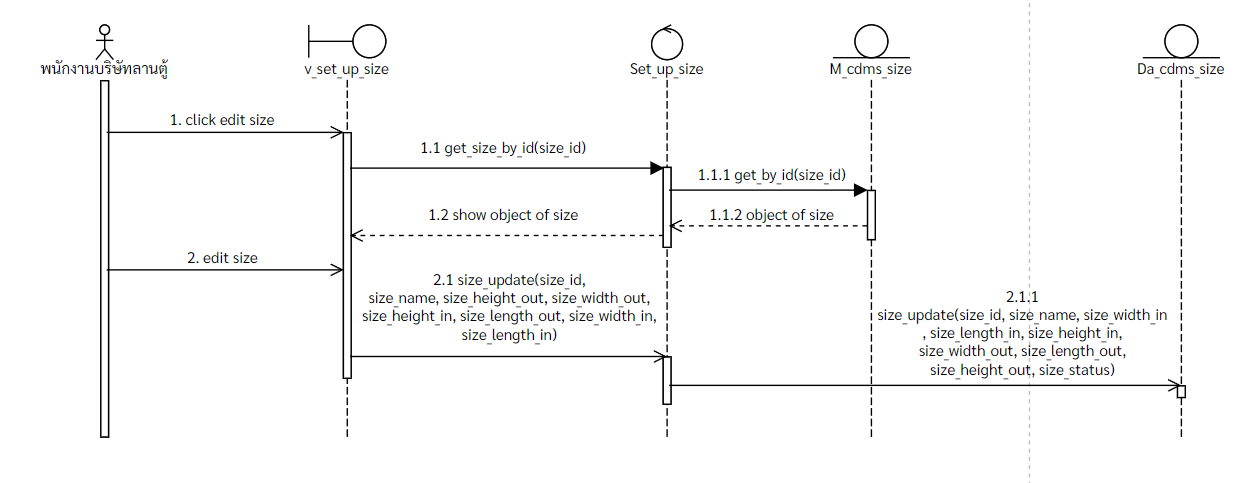 พนักงานบริษัทลานตู้
v_set_up_size
Set_up_size
M_cdms_size
Da_cdms_size
1. click edit size
1.1 get_size_by_id(size_id)
1.1.1 get_by_id(size_id)
1.1.2 object of size
1.2 show object of size
2. edit size
2.1 size_update(size_id,
size_name, size_height_out, size_width_out,
size_height_in, size_length_out, size_width_in,
size_length_in)
2.1.1
size_update(size_id, size_name, size_width_in
, size_length_in, size_height_in,
size_width_out, size_length_out,
size_height_out, size_status)